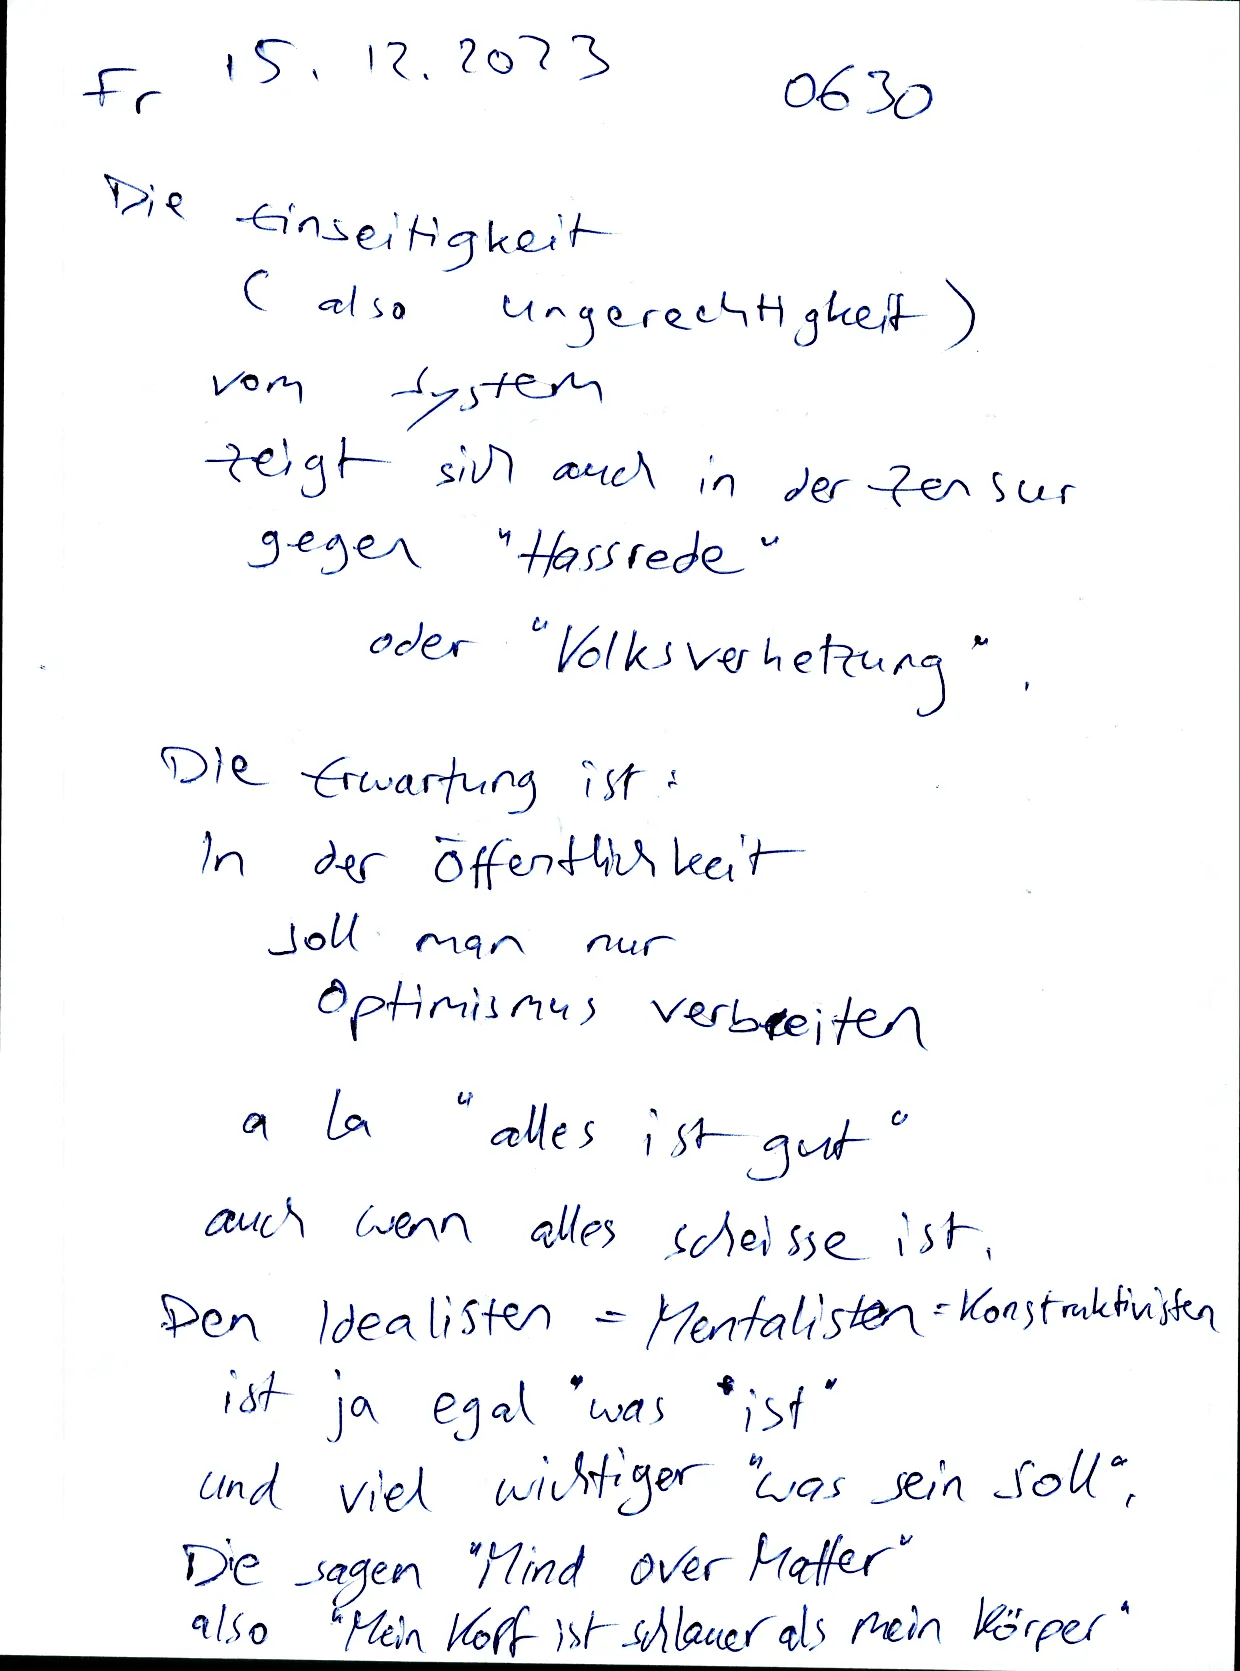 Fr 15.12.2023 0630
Die Einseitigkeit
( also ungerechtigkeit )
vom System
zeigt sich auch in der Zensur
gegen "Hassrede"
oder "Volksverhetzung".
Die Erwartung ist:
In der Öffentlichkeit
soll man nur
Optimismus verbreiten
a la "alles ist gut"
auch wenn alles scheisse ist.
Den Idealisten = Mentalisten = Konstruktivisten
ist ja egal "was "ist"
und viel wichtiger "was sein soll".
Die sagen "Mind over Matter"
also "Mein Kopf ist schlauer als mein Körper"